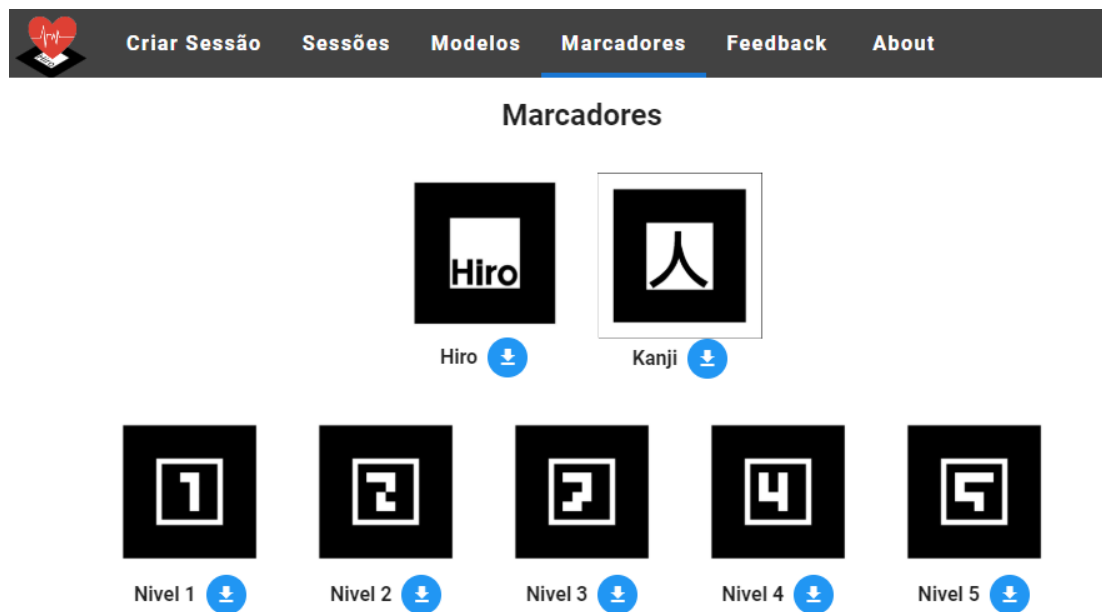 Hiro
Criar Sessão Sessões Modelos Marcadores Feedback About
Marcadores
Hiro 人
Hiro Kanji
1 2 3 4 5
Nivel 1 Nivel 2 Nivel 3 Nivel 4 Nivel 5